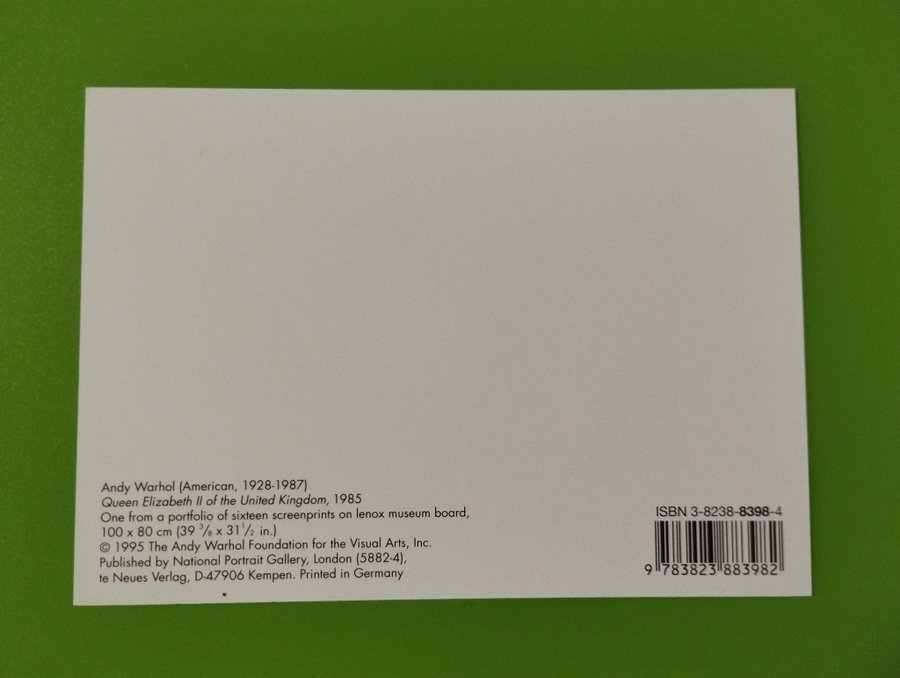 Andy Warhol (American, 1928-1987)
Queen Elizabeth II of the United Kingdom, 1985
One from a portfolio of sixteen screenprints on lenox museum board,
100 x 80 cm (39 3/8 x 31 1/2 in.)
© 1995 The Andy Warhol Foundation for the Visual Arts, Inc.
Published by National Portrait Gallery, London (5882-4),
te Neues Verlag, D-47906 Kempen. Printed in Germany
ISBN 3-8238-8398-4
9 783823 883982